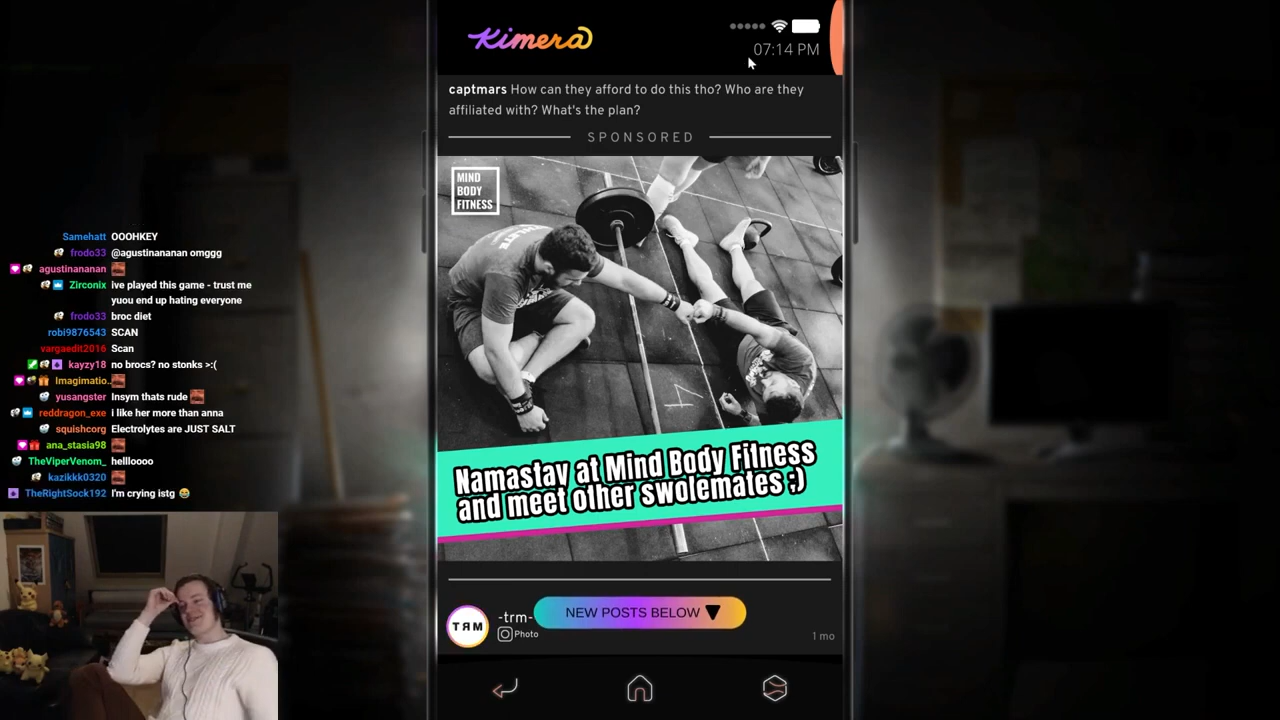 Kimera
07:14 PM
captmars How can they afford to do this tho? Who are they
affiliated with? What's the plan?
SPONSORED
MIND
BODY
FITNESS
Namastay at Mind Body Fitness
and meet other swolemates ;)
-trm-
TЯM
Photo
NEW POSTS BELOW
1 mo
Samehatt OOOHKEY
frodo33 @agustinananan omggg
agustinananan
Zirconix ive played this game - trust me
yuou end up hating everyone
frodo33 broc diet
robi9876543 SCAN
vargaedit2016 Scan
kayzy18 no brocs? no stonks >:(
Imagimatio..
yusangster Insym thats rude
reddragon_exe i like her more than anna
squishcorg Electrolytes are JUST SALT
ana_stasia98
TheViperVenom_ hellloooo
kazikkk0320
TheRightSock192 I'm crying istg